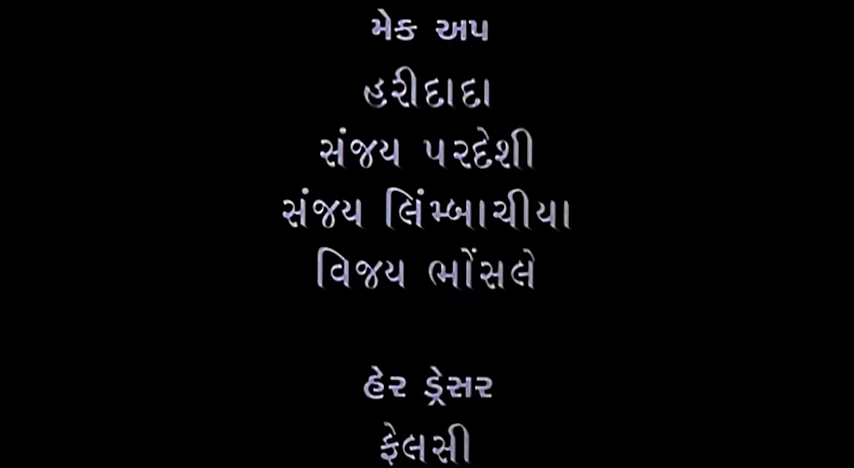 મેક અપ
હરીદાદા
સંજય પરદેશી
સંજય લિંમ્બાચીયા
વિજય ભોંસલે
હેર ડ્રેસર
ફેલસી